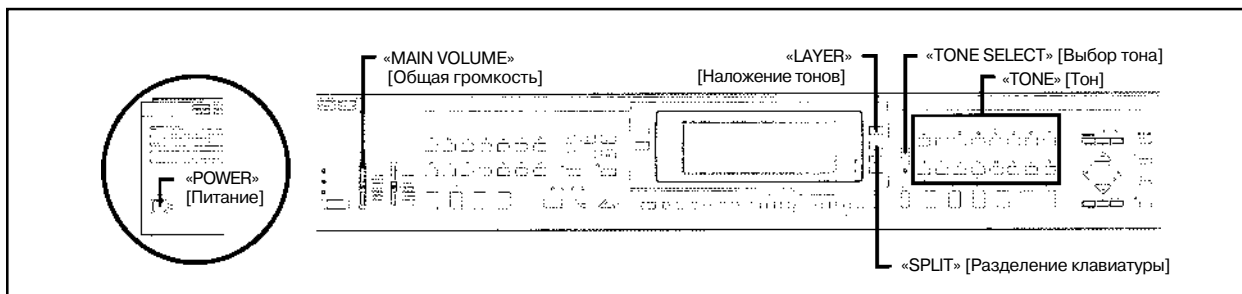 «MAIN VOLUME»
[Общая громкость]
«LAYER»
[Наложение тонов]
«TONE SELECT» [Выбор тона]
«TONE» [Тон]
«POWER»
[Питание]
«SPLIT» [Разделение клавиатуры]